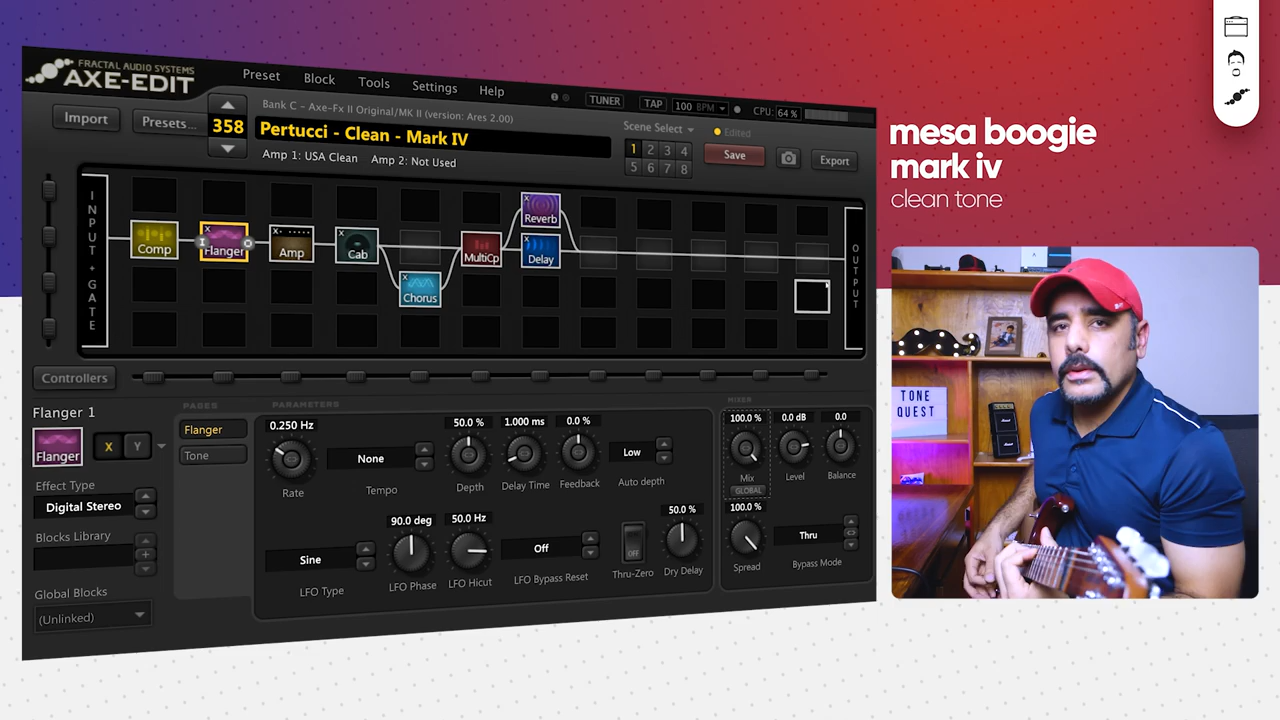 FRACTAL AUDIO SYSTEMS
AXE-EDIT
Preset Block Tools Settings Help
TUNER TAP 100 BPM CPU: 64 %
Import Presets... 358
Bank C - Axe-Fx II Original/MK II (version: Ares 2.00)
Pertucci - Clean - Mark IV
Amp 1: USA Clean Amp 2: Not Used
Scene Select Edited
1 2 3 4
5 6 7 8
Save Export
INPUT + GATE
Comp X Flanger X Amp X Cab
X Chorus
MultiCp
X Reverb
X Delay
OUTPUT
Controllers
Flanger 1
Flanger
X Y
Effect Type
Digital Stereo
Blocks Library
Global Blocks
(Unlinked)
PAGES
Flanger
Tone
PARAMETERS
0.250 Hz 50.0 % 1.000 ms 0.0 %
None Low
Rate Tempo Depth Delay Time Feedback Auto depth
90.0 deg 50.0 Hz 50.0 %
Sine Off OFF
LFO Type LFO Phase LFO Hicut LFO Bypass Reset Thru-Zero Dry Delay
MIXER
100.0 % 0.0 dB 0.0
Mix Level Balance
GLOBAL
100.0 %
Thru
Spread Bypass Mode
mesa boogie
mark iv
clean tone
TONE
QUEST